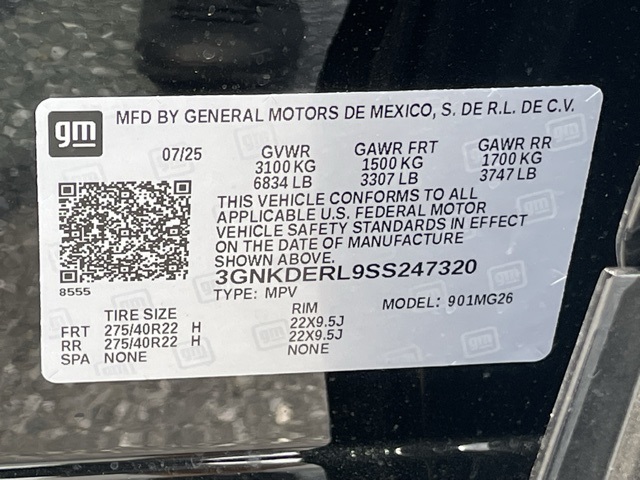 gm
MFD BY GENERAL MOTORS DE MEXICO, S. DE R.L. DE C.V.
07/25 GVWR GAWR FRT GAWR RR
3100 KG 1500 KG 1700 KG
6834 LB 3307 LB 3747 LB
THIS VEHICLE CONFORMS TO ALL
APPLICABLE U.S. FEDERAL MOTOR
VEHICLE SAFETY STANDARDS IN EFFECT
ON THE DATE OF MANUFACTURE
SHOWN ABOVE.
3GNKDERL9SS247320
8555
TYPE: MPV MODEL: 901MG26
TIRE SIZE RIM
FRT 275/40R22 H 22X9.5J
RR 275/40R22 H 22X9.5J
SPA NONE NONE